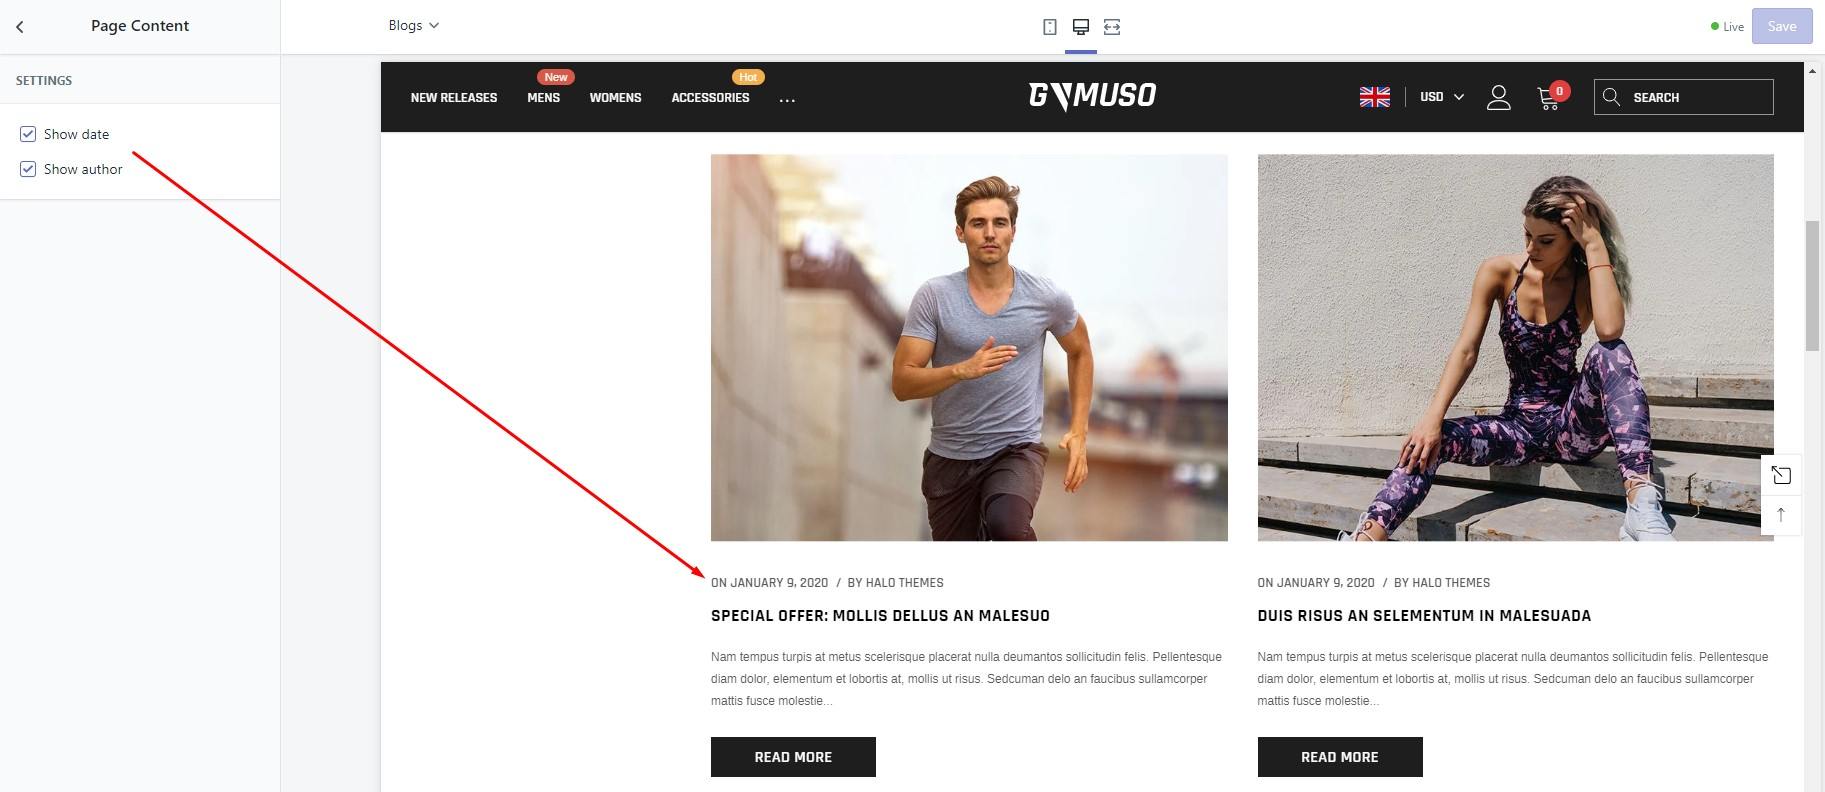 Page Content
Blogs
Live
Save
SETTINGS
Show date
Show author
New
Hot
NEW RELEASES
MENS
WOMENS
ACCESSORIES
...
GYMUSO
USD
0
SEARCH
ON JANUARY 9, 2020 / BY HALO THEMES
SPECIAL OFFER: MOLLIS DELLUS AN MALESUO
Nam tempus turpis at metus scelerisque placerat nulla deumantos sollicitudin felis. Pellentesque
diam dolor, elementum et lobortis at, mollis ut risus. Sedcuman delo an faucibus sullamcorper
mattis fusce molestie...
READ MORE
ON JANUARY 9, 2020 / BY HALO THEMES
DUIS RISUS AN SELEMENTUM IN MALESUADA
Nam tempus turpis at metus scelerisque placerat nulla deumantos sollicitudin felis. Pellentesque
diam dolor, elementum et lobortis at, mollis ut risus. Sedcuman delo an faucibus sullamcorper
mattis fusce molestie...
READ MORE